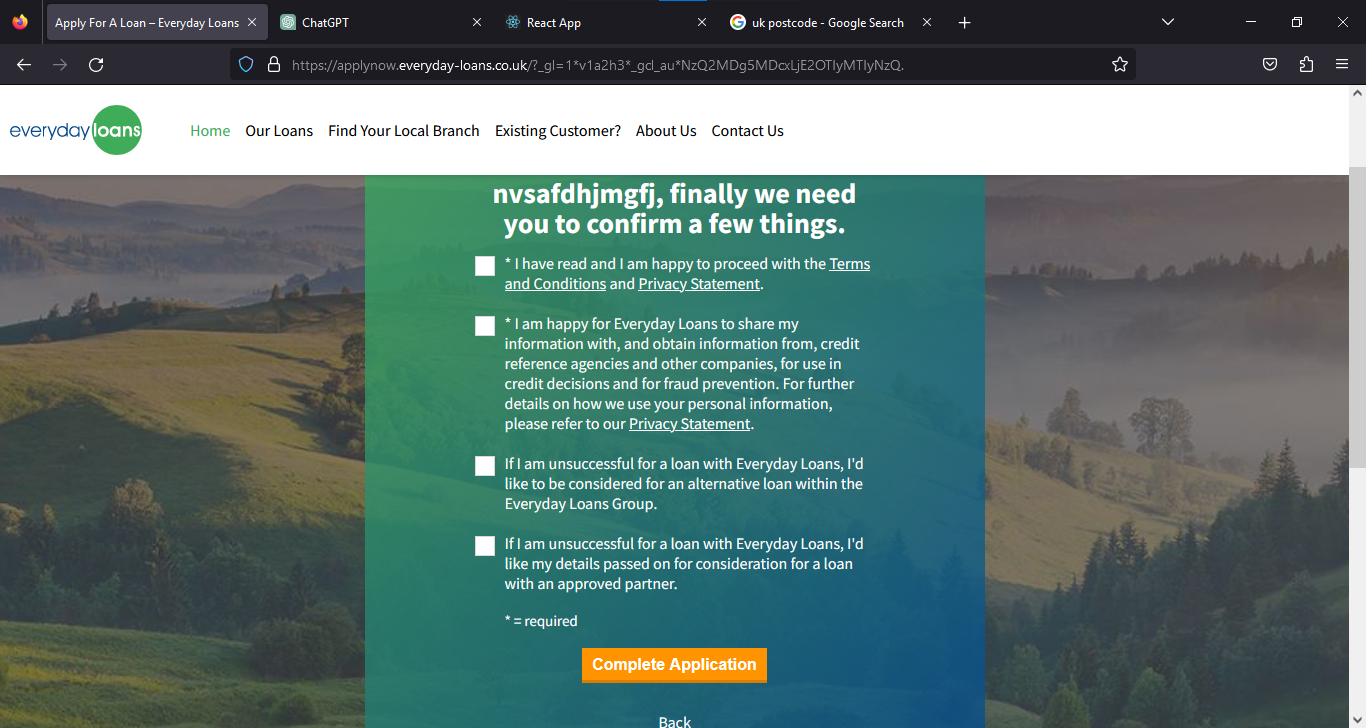 Apply For A Loan – Everyday Loans
ChatGPT
React App
uk postcode - Google Search
https://applynow.everyday-loans.co.uk/?_gl=1*v1a2h3*_gcl_au*NzQ2MDg5MDcxLjE2OTIyMTIyNzQ.
everyday loans
Home
Our Loans
Find Your Local Branch
Existing Customer?
About Us
Contact Us
nvsafdhjmgfj, finally we need
you to confirm a few things.
* I have read and I am happy to proceed with the Terms
and Conditions and Privacy Statement.
* I am happy for Everyday Loans to share my
information with, and obtain information from, credit
reference agencies and other companies, for use in
credit decisions and for fraud prevention. For further
details on how we use your personal information,
please refer to our Privacy Statement.
If I am unsuccessful for a loan with Everyday Loans, I'd
like to be considered for an alternative loan within the
Everyday Loans Group.
If I am unsuccessful for a loan with Everyday Loans, I'd
like my details passed on for consideration for a loan
with an approved partner.
* = required
Complete Application
Back